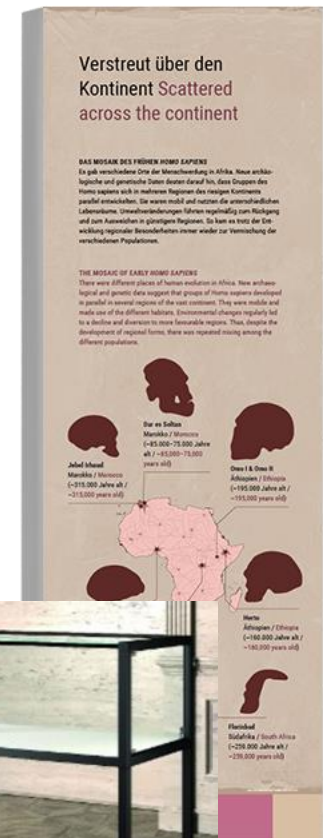 Verstreut über den
Kontinent Scattered
across the continent
DAS MOSAIK DES FRÜHEN HOMO SAPIENS
Es gab verschiedene Orte der Menschwerdung in Afrika. Neue archäo-
logische und genetische Daten deuten darauf hin, dass Gruppen des
Homo sapiens sich in mehreren Regionen des riesigen Kontinents
parallel entwickelten. Sie waren mobil und nutzten die unterschiedlichen
Lebensräume. Umweltveränderungen führten regelmäßig zum Rückgang
und zum Ausweichen in günstigere Regionen. So kam es trotz der Ent-
wicklung regionaler Besonderheiten immer wieder zur Vermischung der
verschiedenen Populationen.
THE MOSAIC OF EARLY HOMO SAPIENS
There were different places of human evolution in Africa. New archaeo-
logical and genetic data suggest that groups of Homo sapiens developed
in parallel in several regions of the vast continent. They were mobile and
made use of the different habitats. Environmental changes regularly led
to a decline and diversion to more favourable regions. Thus, despite the
development of regional forms, there was repeated mixing among the
different populations.
Dar es Soltan
Marokko / Morocco
(~85.000–75.000 Jahre
alt / ~85,000–75,000
years old)
Jebel Irhoud
Marokko / Morocco
(~315.000 Jahre alt /
~315,000 years old)
Omo I & Omo II
Äthiopien / Ethiopia
(~195.000 Jahre alt /
~195,000 years old)
Herto
Äthiopien / Ethiopia
(~160.000 Jahre alt /
~160,000 years old)
Florisbad
Südafrika / South Africa
(~259.000 Jahre alt /
~259,000 years old)